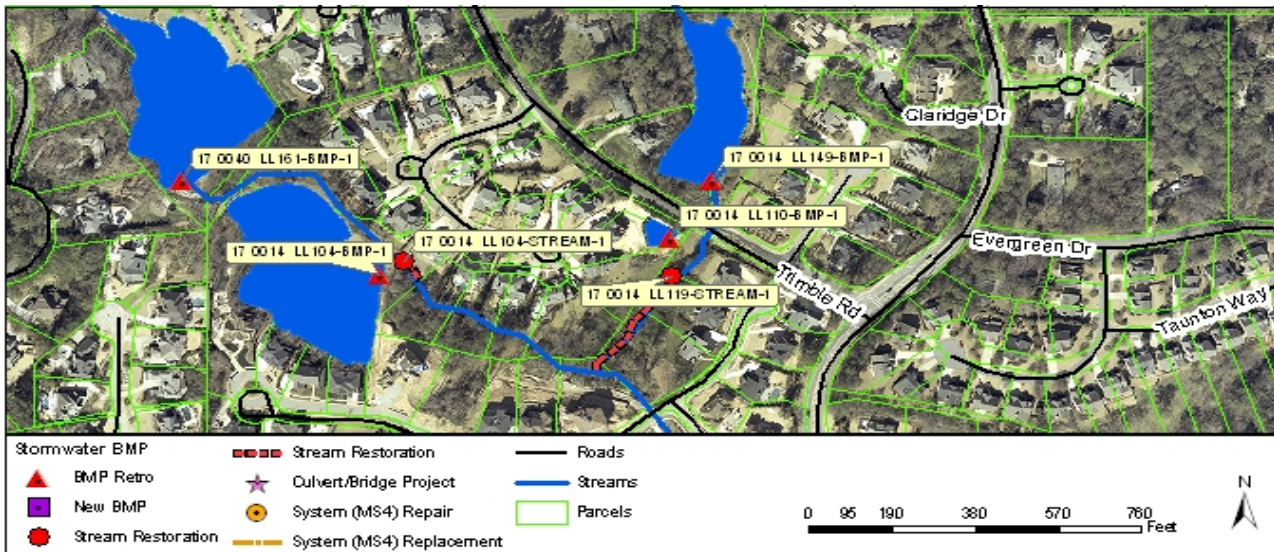 Claridge Dr
17 0040 LL161-BMP-1
17 0014 LL149-BMP-1
17 0014 LL110-BMP-1
17 0014 LL104-STREAM-1
17 0014 LL104-BMP-1
Evergreen Dr
17 0014 LL119-STREAM-1
Trimble Rd
Taunton Way
Stormwater BMP
BMP Retro
New BMP
Stream Restoration
Stream Restoration
Culvert/Bridge Project
System (MS4) Repair
System (MS4) Replacement
Roads
Streams
Parcels
0 95 190 380 570 760
Feet
N